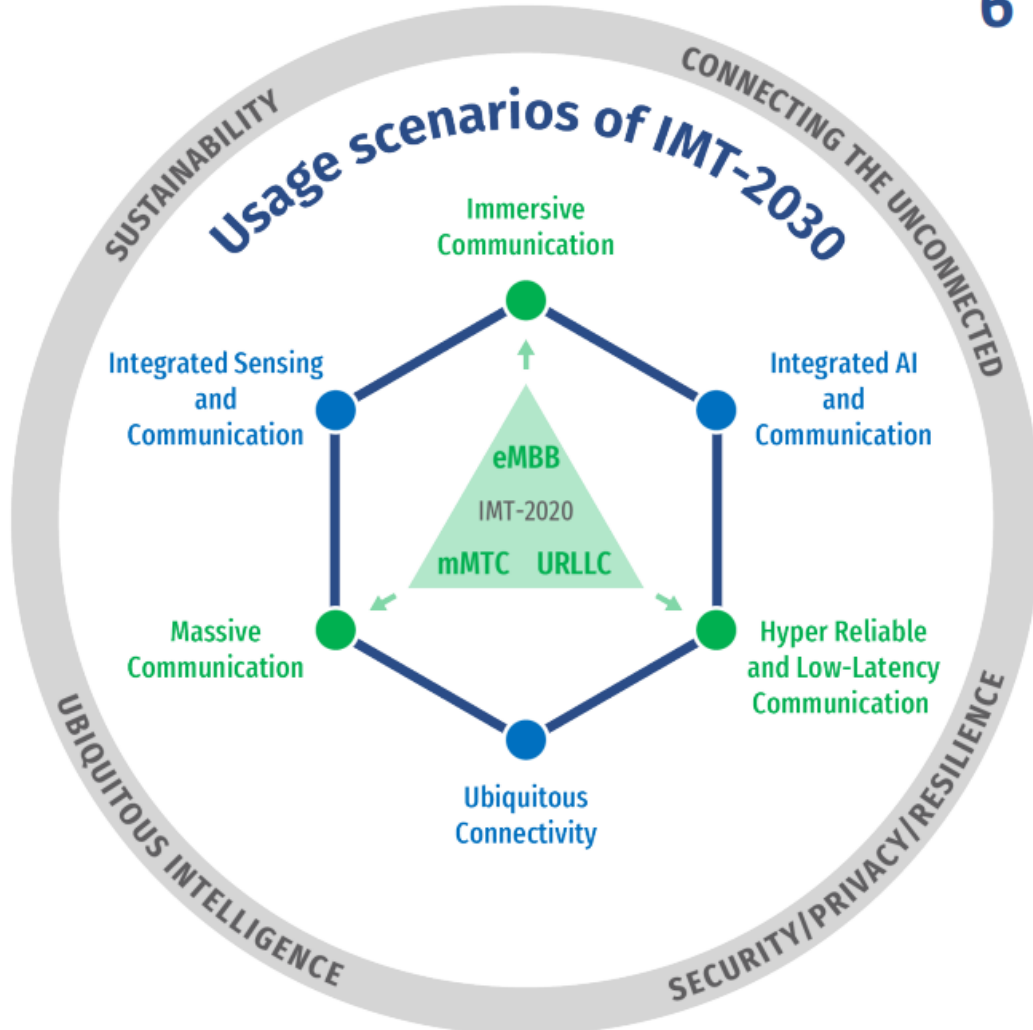 6
SUSTAINABILITY
CONNECTING THE UNCONNECTED
Usage scenarios of IMT-2030
Immersive
Communication
Integrated Sensing
and
Communication
Integrated AI
and
Communication
eMBB
IMT-2020
mMTC URLLC
Massive
Communication
Hyper Reliable
and Low-Latency
Communication
Ubiquitous
Connectivity
UBIQUITOUS INTELLIGENCE
SECURITY/PRIVACY/RESILIENCE